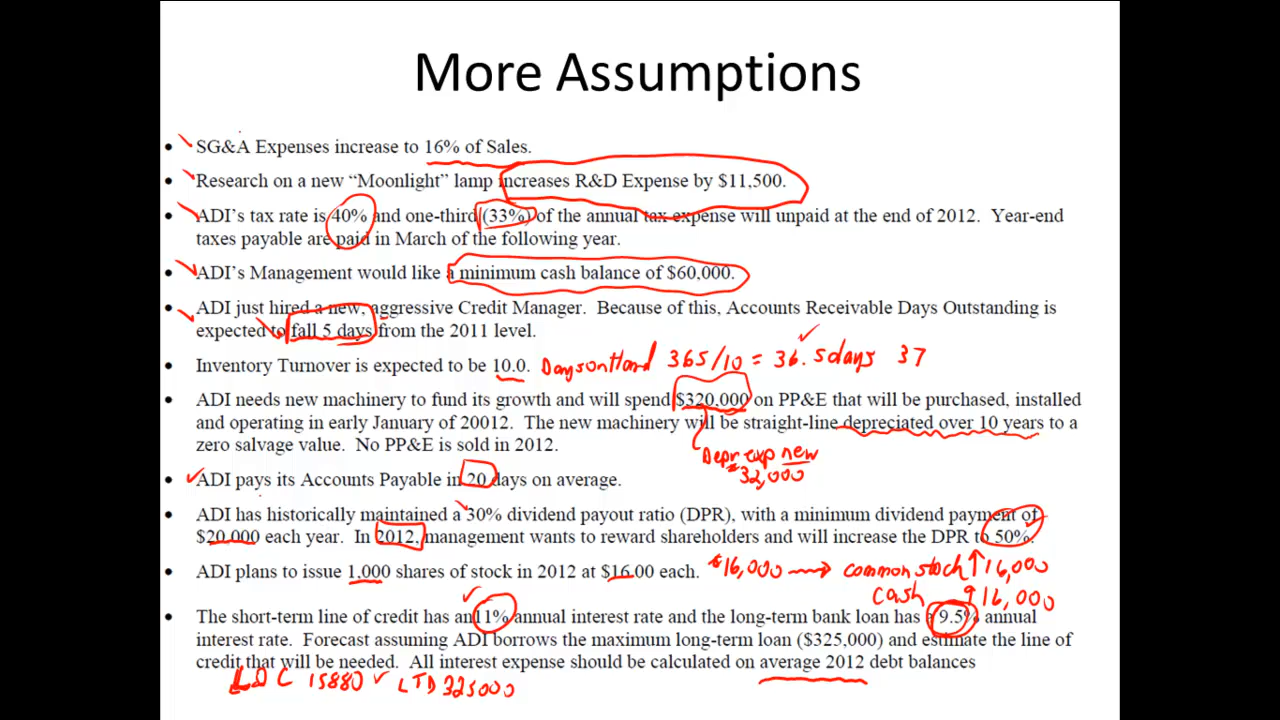 More Assumptions
• SG&A Expenses increase to 16% of Sales.
• Research on a new “Moonlight” lamp increases R&D Expense by $11,500.
• ADI’s tax rate is 40% and one-third (33%) of the annual tax expense will unpaid at the end of 2012. Year-end
taxes payable are paid in March of the following year.
• ADI’s Management would like a minimum cash balance of $60,000.
• ADI just hired a new, aggressive Credit Manager. Because of this, Accounts Receivable Days Outstanding is
expected to fall 5 days from the 2011 level.
• Inventory Turnover is expected to be 10.0. Days on Hand 365/10 = 36.5 days 37
• ADI needs new machinery to fund its growth and will spend $320,000 on PP&E that will be purchased, installed
and operating in early January of 20012. The new machinery will be straight-line depreciated over 10 years to a
zero salvage value. No PP&E is sold in 2012.
Depr exp new
$32,000
• ADI pays its Accounts Payable in 20 days on average.
• ADI has historically maintained a 30% dividend payout ratio (DPR), with a minimum dividend payment of
$20,000 each year. In 2012, management wants to reward shareholders and will increase the DPR to 50%.
• ADI plans to issue 1,000 shares of stock in 2012 at $16.00 each. $16,000 → common stock ↑ 16,000
cash ↑ 16,000
• The short-term line of credit has an 11% annual interest rate and the long-term bank loan has a 9.5% annual
interest rate. Forecast assuming ADI borrows the maximum long-term loan ($325,000) and estimate the line of
credit that will be needed. All interest expense should be calculated on average 2012 debt balances
LOC 15880 ✓ LTD 325000